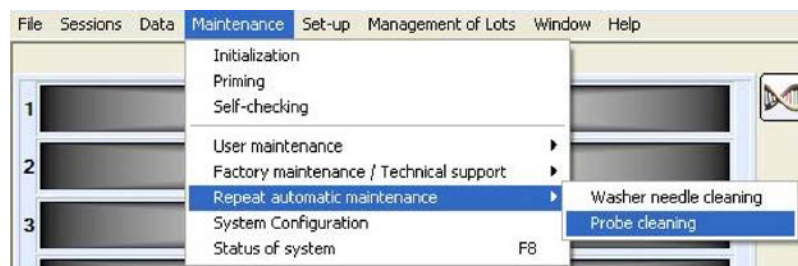 File Sessions Data Maintenance Set-up Management of Lots Window Help
Initialization
Priming
Self-checking
User maintenance
Factory maintenance / Technical support
Repeat automatic maintenance
System Configuration
Status of system F8
Washer needle cleaning
Probe cleaning
1
2
3